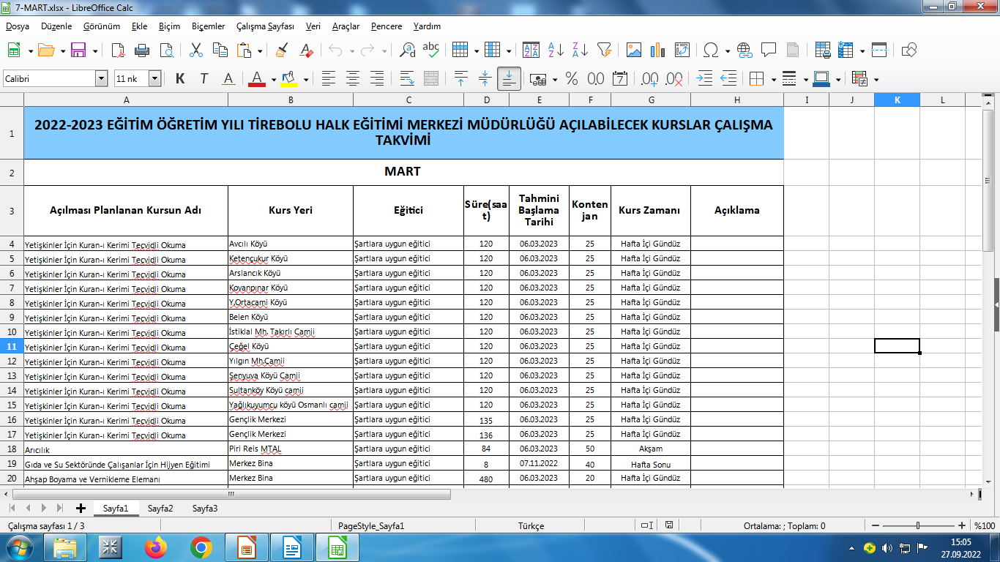 7-MART.xlsx - LibreOffice Calc
Dosya Düzenle Görünüm Ekle Biçim Biçemler Çalışma Sayfası Veri Araçlar Pencere Yardım
Calibri 11 nk K T A
A B C D E F G H I J K L
1 2022-2023 EĞİTİM ÖĞRETİM YILI TİREBOLU HALK EĞİTİMİ MERKEZİ MÜDÜRLÜĞÜ AÇILABİLECEK KURSLAR ÇALIŞMA
TAKVİMİ
2 MART
3 Açılması Planlanan Kursun Adı Kurs Yeri Eğitici Süre(saa
t) Tahmini
Başlama
Tarihi Konten
jan Kurs Zamanı Açıklama
4 Yetişkinler İçin Kuran-ı Kerimi Tecvidli Okuma Avcılı Köyü Şartlara uygun eğitici 120 06.03.2023 25 Hafta İçi Gündüz
5 Yetişkinler İçin Kuran-ı Kerimi Tecvidli Okuma Ketençukur Köyü Şartlara uygun eğitici 120 06.03.2023 25 Hafta İçi Gündüz
6 Yetişkinler İçin Kuran-ı Kerimi Tecvidli Okuma Arslancık Köyü Şartlara uygun eğitici 120 06.03.2023 25 Hafta İçi Gündüz
7 Yetişkinler İçin Kuran-ı Kerimi Tecvidli Okuma Kovanpınar Köyü Şartlara uygun eğitici 120 06.03.2023 25 Hafta İçi Gündüz
8 Yetişkinler İçin Kuran-ı Kerimi Tecvidli Okuma Y,Ortacami Köyü Şartlara uygun eğitici 120 06.03.2023 25 Hafta İçi Gündüz
9 Yetişkinler İçin Kuran-ı Kerimi Tecvidli Okuma Belen Köyü Şartlara uygun eğitici 120 06.03.2023 25 Hafta İçi Gündüz
10 Yetişkinler İçin Kuran-ı Kerimi Tecvidli Okuma İstiklal Mh. Takırlı Camii Şartlara uygun eğitici 120 06.03.2023 25 Hafta İçi Gündüz
11 Yetişkinler İçin Kuran-ı Kerimi Tecvidli Okuma Çeğel Köyü Şartlara uygun eğitici 120 06.03.2023 25 Hafta İçi Gündüz
12 Yetişkinler İçin Kuran-ı Kerimi Tecvidli Okuma Yılgın Mh.Camii Şartlara uygun eğitici 120 06.03.2023 25 Hafta İçi Gündüz
13 Yetişkinler İçin Kuran-ı Kerimi Tecvidli Okuma Şenyuva Köyü Camii Şartlara uygun eğitici 120 06.03.2023 25 Hafta İçi Gündüz
14 Yetişkinler İçin Kuran-ı Kerimi Tecvidli Okuma Sultanköy Köyü camii Şartlara uygun eğitici 120 06.03.2023 25 Hafta İçi Gündüz
15 Yetişkinler İçin Kuran-ı Kerimi Tecvidli Okuma Yağlıkuyumcu köyü Osmanlı camii Şartlara uygun eğitici 120 06.03.2023 25 Hafta İçi Gündüz
16 Yetişkinler İçin Kuran-ı Kerimi Tecvidli Okuma Gençlik Merkezi Şartlara uygun eğitici 135 06.03.2023 25 Hafta İçi Gündüz
17 Yetişkinler İçin Kuran-ı Kerimi Tecvidli Okuma Gençlik Merkezi Şartlara uygun eğitici 136 06.03.2023 25 Hafta İçi Gündüz
18 Arıcılık Piri Reis MTAL Şartlara uygun eğitici 84 06.03.2023 50 Akşam
19 Gıda ve Su Sektöründe Çalışanlar İçin Hijyen Eğitimi Merkez Bina Şartlara uygun eğitici 8 07.11.2022 40 Hafta Sonu
20 Ahşap Boyama ve Vernikleme Elemanı Merkez Bina Şartlara uygun eğitici 480 06.03.2023 20 Hafta İçi Gündüz
Sayfa1 Sayfa2 Sayfa3
Çalışma sayfası 1 / 3 PageStyle_Sayfa1 Türkçe Ortalama: ; Toplam: 0 %100
15:05
27.09.2022